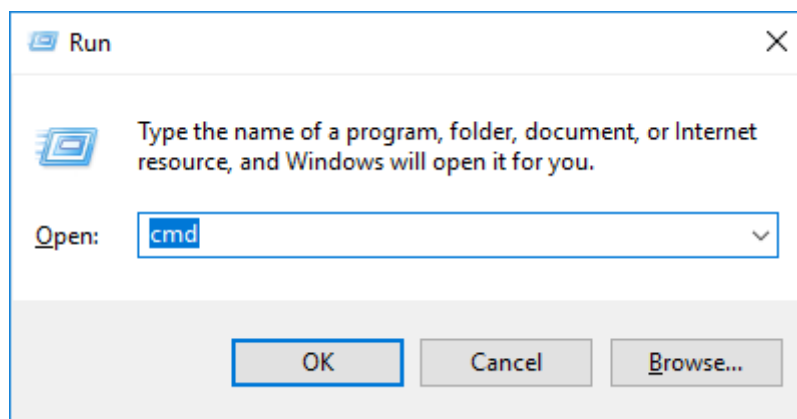 Run
Type the name of a program, folder, document, or Internet
resource, and Windows will open it for you.
Open: cmd
OK Cancel Browse...